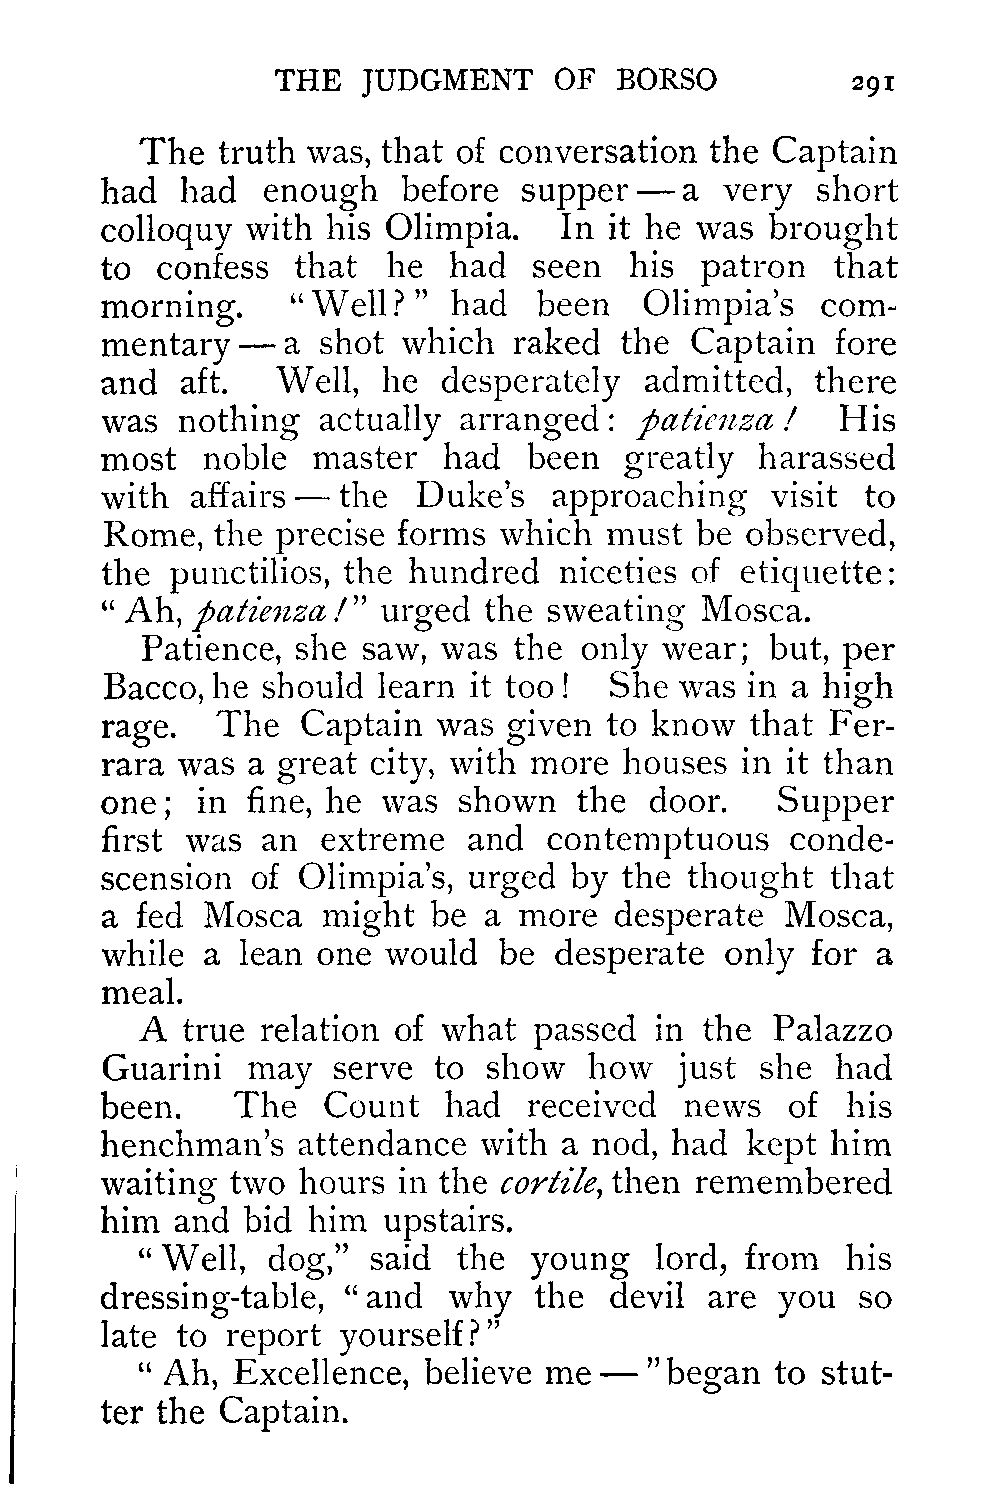 THE JUDGMENT OF BORSO 291
The truth was, that of conversation the Captain
had had enough before supper — a very short
colloquy with his Olimpia. In it he was brought
to confess that he had seen his patron that
morning. “Well?” had been Olimpia's com-
mentary — a shot which raked the Captain fore
and aft. Well, he desperately admitted, there
was nothing actually arranged: patienza! His
most noble master had been greatly harassed
with affairs — the Duke's approaching visit to
Rome, the precise forms which must be observed,
the punctilios, the hundred niceties of etiquette:
“Ah, patienza!” urged the sweating Mosca.
Patience, she saw, was the only wear; but, per
Bacco, he should learn it too! She was in a high
rage. The Captain was given to know that Fer-
rara was a great city, with more houses in it than
one; in fine, he was shown the door. Supper
first was an extreme and contemptuous conde-
scension of Olimpia's, urged by the thought that
a fed Mosca might be a more desperate Mosca,
while a lean one would be desperate only for a
meal.
A true relation of what passed in the Palazzo
Guarini may serve to show how just she had
been. The Count had received news of his
henchman's attendance with a nod, had kept him
waiting two hours in the cortile, then remembered
him and bid him upstairs.
“Well, dog,” said the young lord, from his
dressing-table, “and why the devil are you so
late to report yourself?”
“Ah, Excellence, believe me — ” began to stut-
ter the Captain.